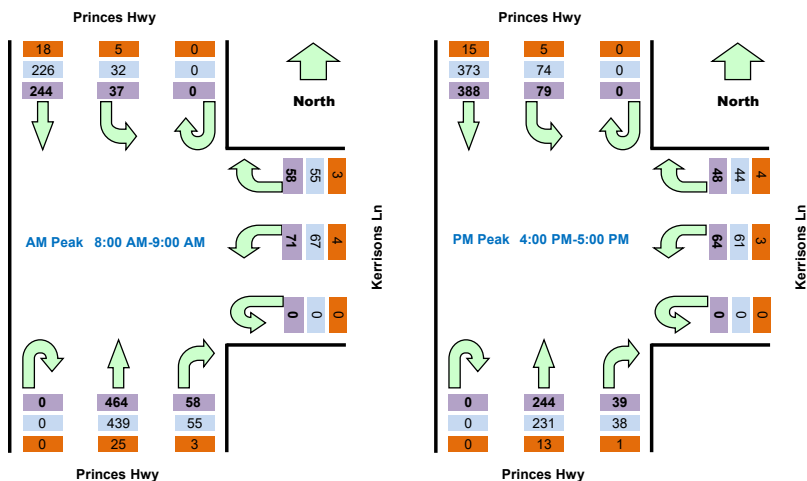 Princes Hwy
18 5 0
226 32 0
244 37 0
North
58 55 3
AM Peak 8:00 AM-9:00 AM
71 67 4
Kerrisons Ln
0 0 0
0 464 58
0 439 55
0 25 3
Princes Hwy
Princes Hwy
15 5 0
373 74 0
388 79 0
North
48 44 4
PM Peak 4:00 PM-5:00 PM
64 61 3
Kerrisons Ln
0 0 0
0 244 39
0 231 38
0 13 1
Princes Hwy